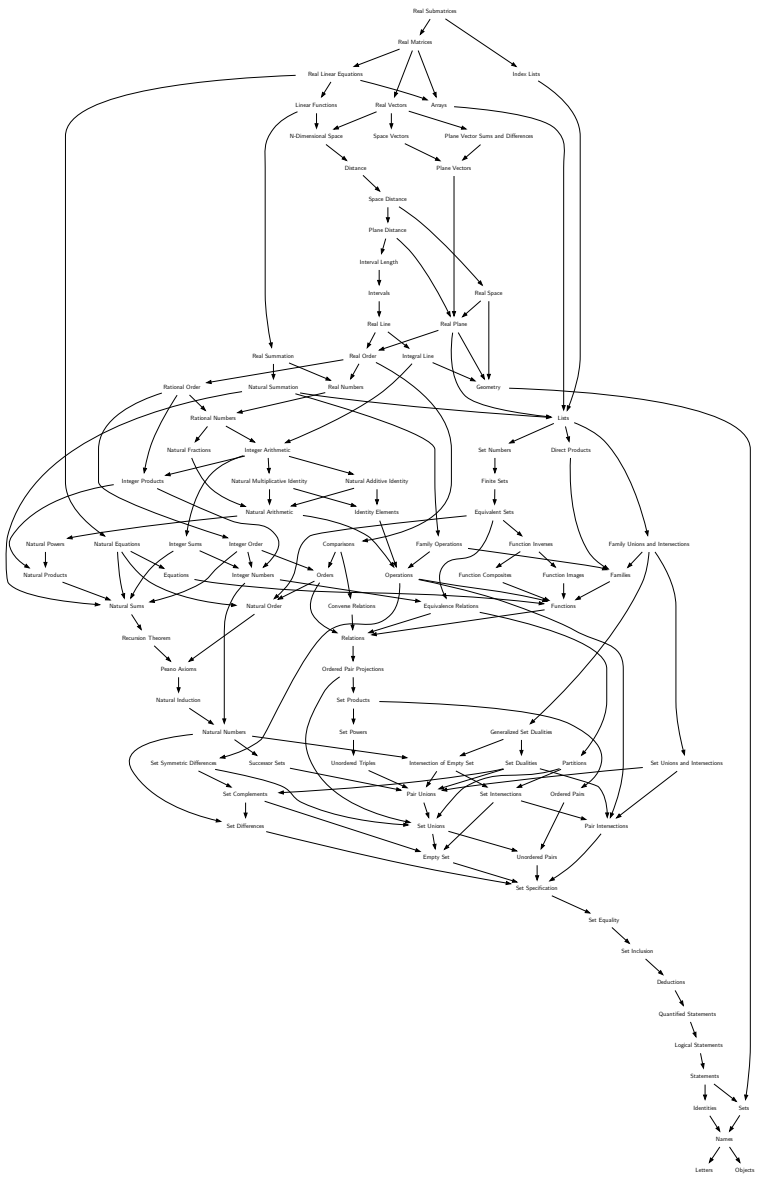 Real Submatrices
Real Matrices
Real Linear Equations
Index Lists
Linear Functions
Real Vectors
Arrays
N-Dimensional Space
Space Vectors
Plane Vector Sums and Differences
Distance
Plane Vectors
Space Distance
Plane Distance
Interval Length
Intervals
Real Space
Real Line
Real Plane
Real Summation
Real Order
Integral Line
Rational Order
Natural Summation
Real Numbers
Geometry
Rational Numbers
Lists
Natural Fractions
Integer Arithmetic
Set Numbers
Direct Products
Integer Products
Natural Multiplicative Identity
Natural Additive Identity
Finite Sets
Natural Arithmetic
Identity Elements
Equivalent Sets
Natural Powers
Natural Equations
Integer Sums
Integer Order
Comparisons
Family Operations
Function Inverses
Family Unions and Intersections
Natural Products
Equations
Integer Numbers
Orders
Operations
Function Composites
Function Images
Families
Natural Sums
Natural Order
Converse Relations
Equivalence Relations
Functions
Recursion Theorem
Relations
Peano Axioms
Ordered Pair Projections
Natural Induction
Set Products
Natural Numbers
Set Powers
Generalized Set Dualities
Set Symmetric Differences
Successor Sets
Unordered Triples
Intersection of Empty Set
Set Dualities
Partitions
Set Unions and Intersections
Set Complements
Pair Unions
Set Intersections
Ordered Pairs
Set Differences
Set Unions
Pair Intersections
Empty Set
Unordered Pairs
Set Specification
Set Equality
Set Inclusion
Deductions
Quantified Statements
Logical Statements
Statements
Identities
Sets
Names
Letters
Objects